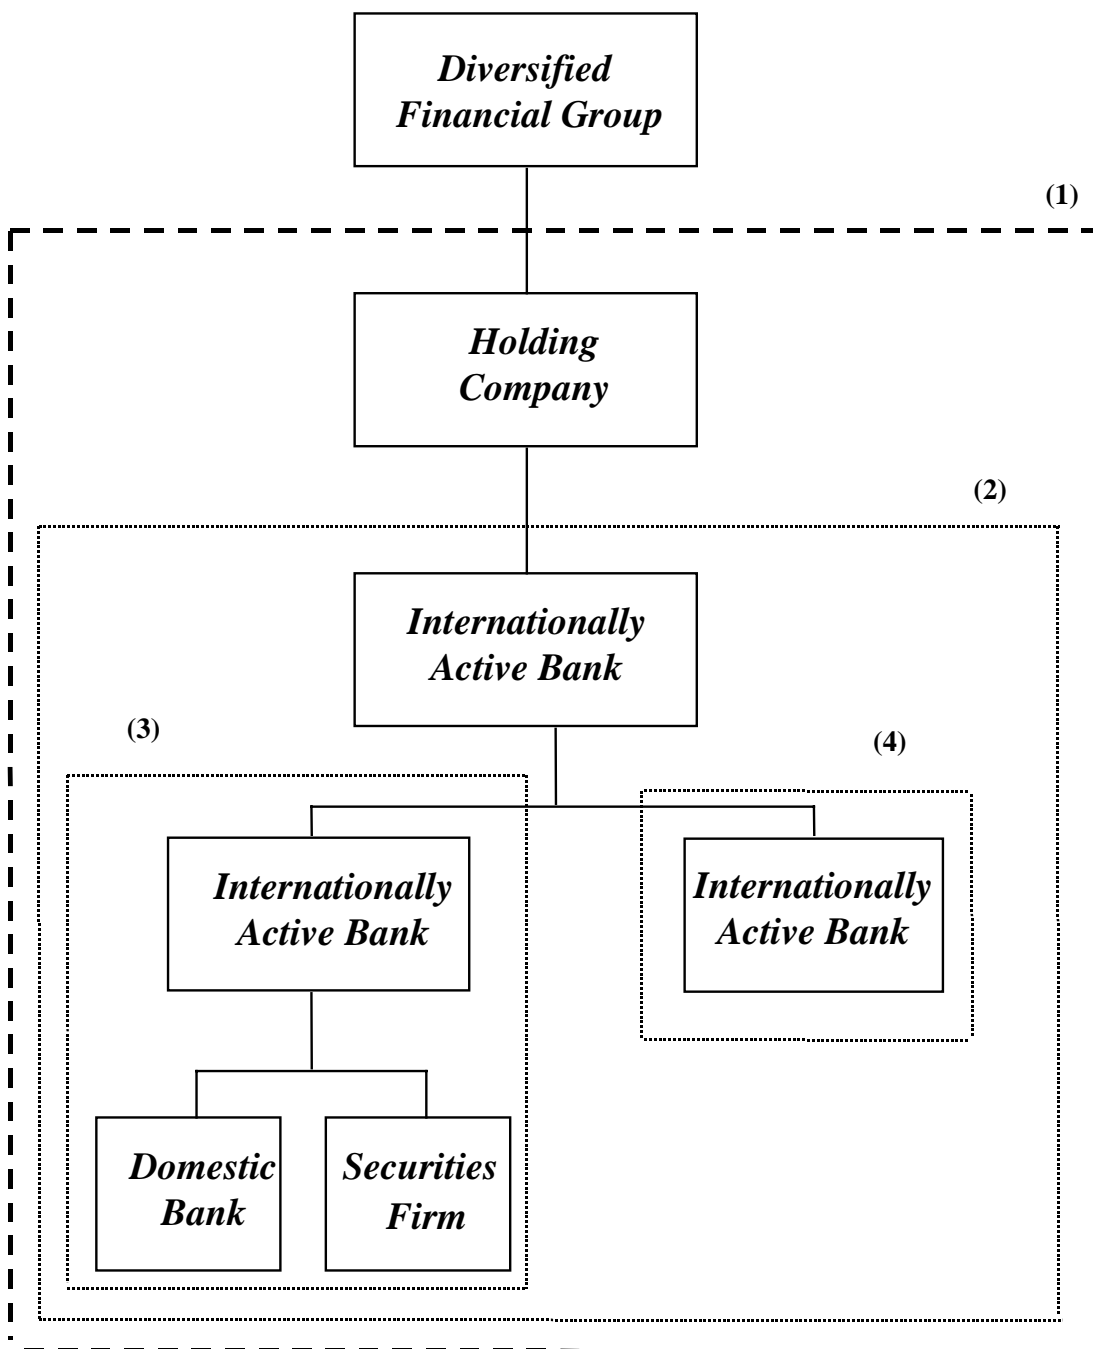 Diversified
Financial Group
(1)
Holding
Company
(2)
Internationally
Active Bank
(3)
(4)
Internationally
Active Bank
Internationally
Active Bank
Domestic
Bank
Securities
Firm